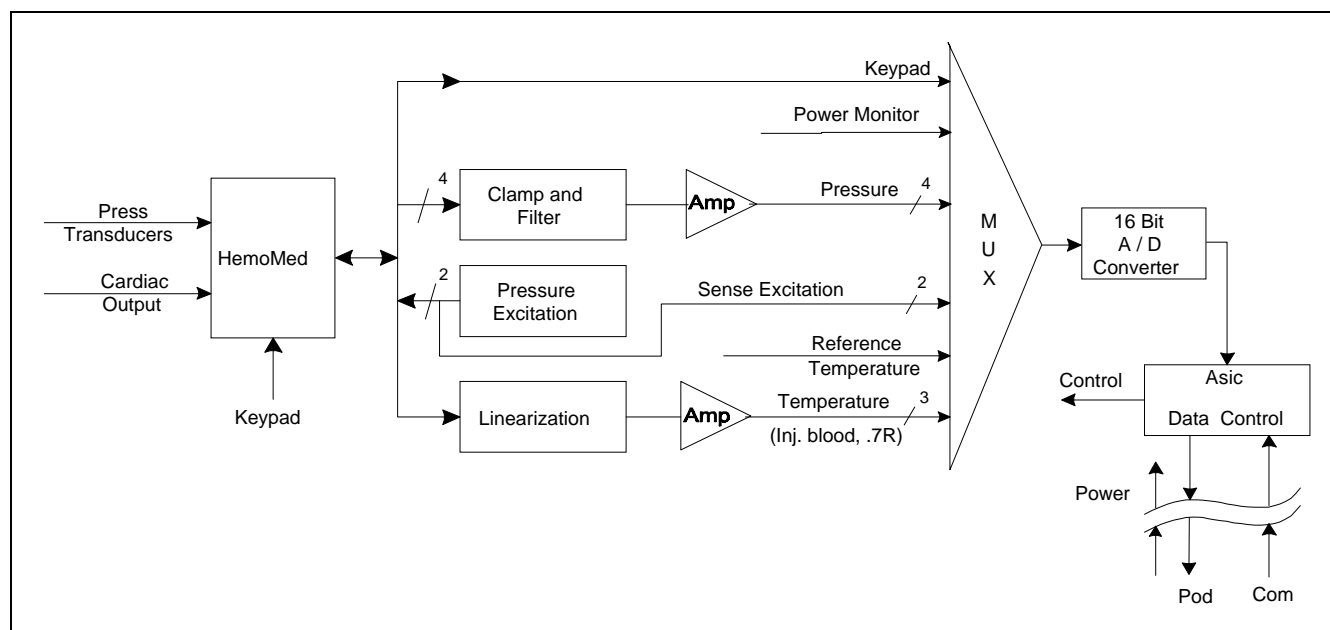 Keypad
Power Monitor
4
Clamp and
Filter
Amp
Pressure
4
Press
Transducers
HemoMed
M
U
X
16 Bit
A / D
Converter
Cardiac
Output
2
Pressure
Excitation
Sense Excitation
2
Reference
Temperature
Keypad
Linearization
Amp
Temperature
3
(Inj. blood, .7R)
Control
Asic
Data Control
Power
Pod
Com